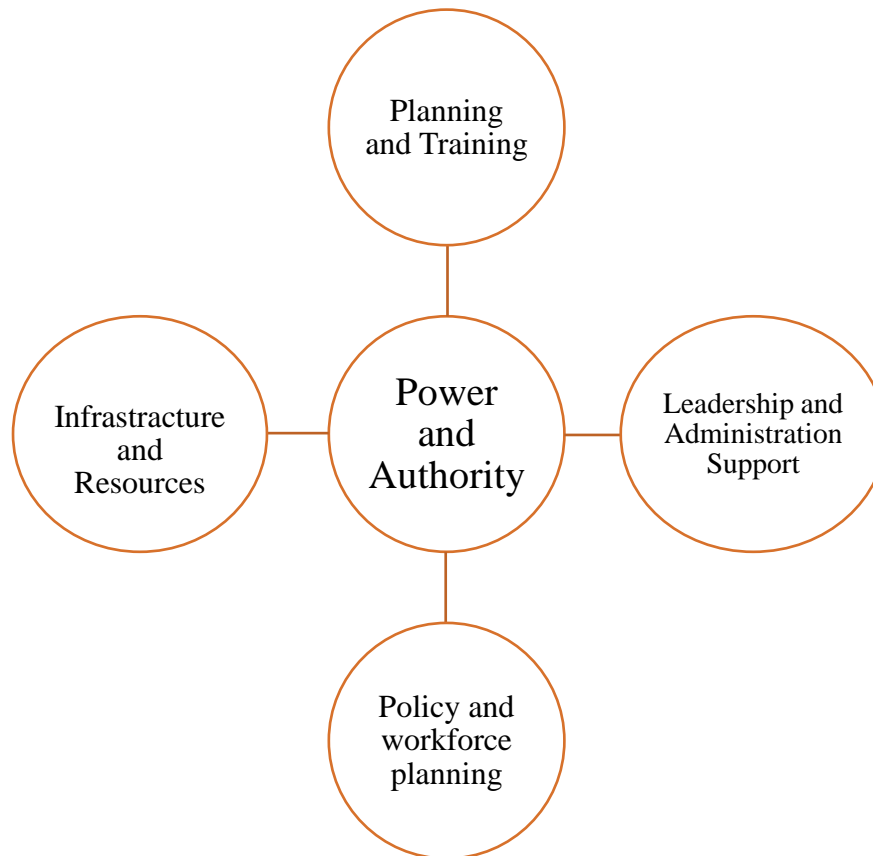 Planning
and Training
Infrastracture
and
Resources
Power
and
Authority
Leadership and
Administration
Support
Policy and
workforce
planning